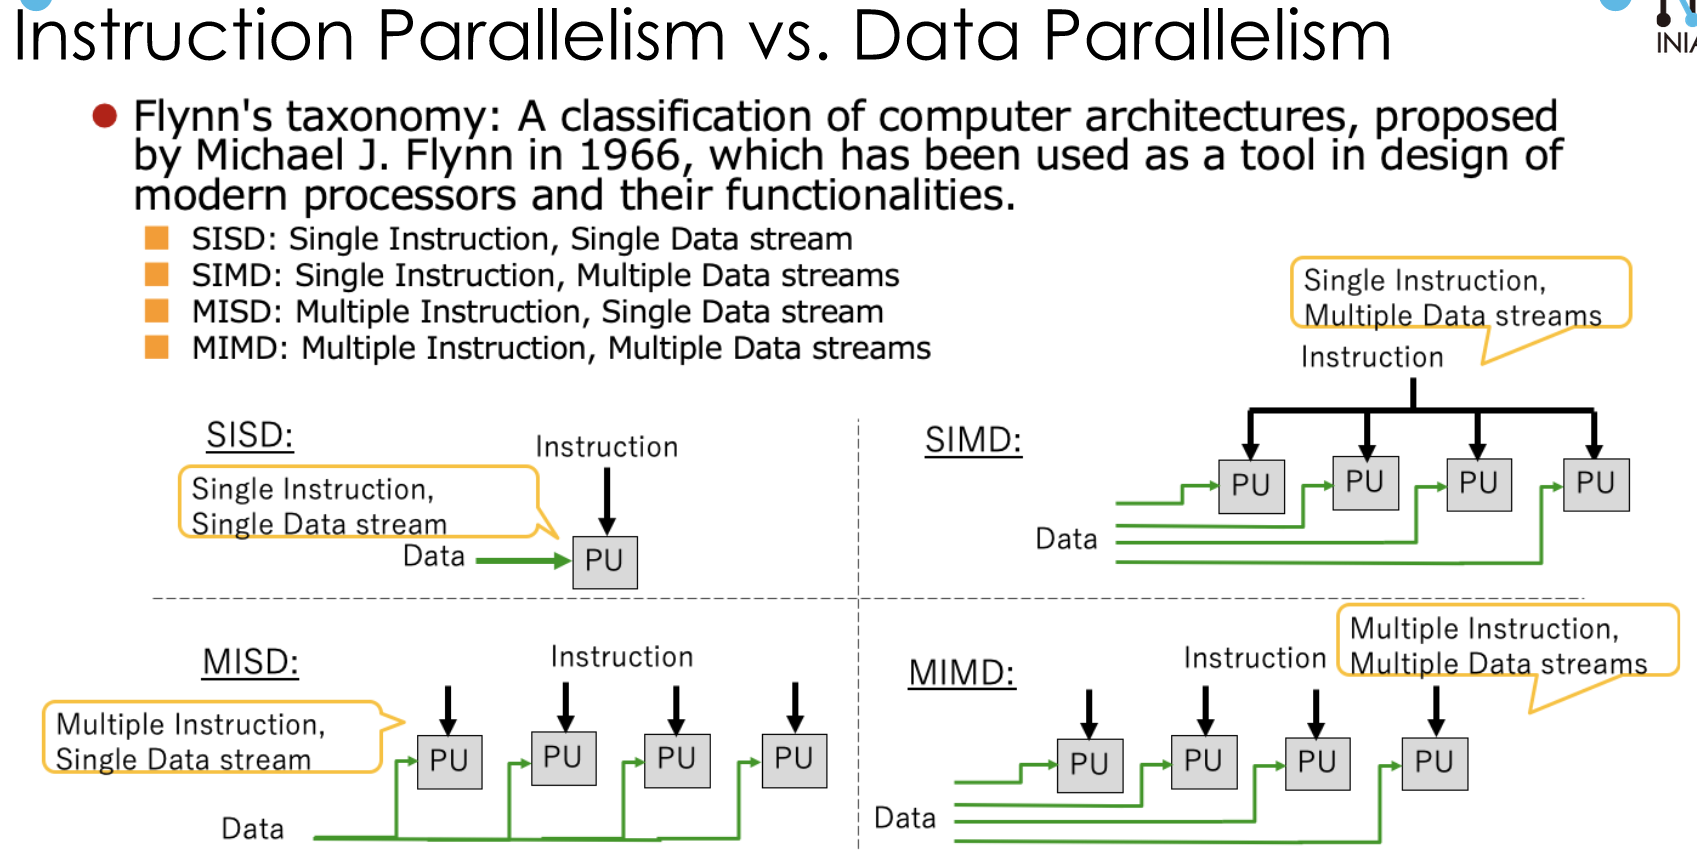 Instruction Parallelism vs. Data Parallelism
Flynn's taxonomy: A classification of computer architectures, proposed
by Michael J. Flynn in 1966, which has been used as a tool in design of
modern processors and their functionalities.
SISD: Single Instruction, Single Data stream
SIMD: Single Instruction, Multiple Data streams
MISD: Multiple Instruction, Single Data stream
MIMD: Multiple Instruction, Multiple Data streams
SISD:
Instruction
Single Instruction,
Single Data stream
Data
PU
Single Instruction,
Multiple Data streams
Instruction
SIMD:
PU
PU
PU
PU
Data
MISD:
Instruction
Multiple Instruction,
Single Data stream
PU
PU
PU
PU
Data
Multiple Instruction,
Multiple Data streams
MIMD:
Instruction
PU
PU
PU
PU
Data